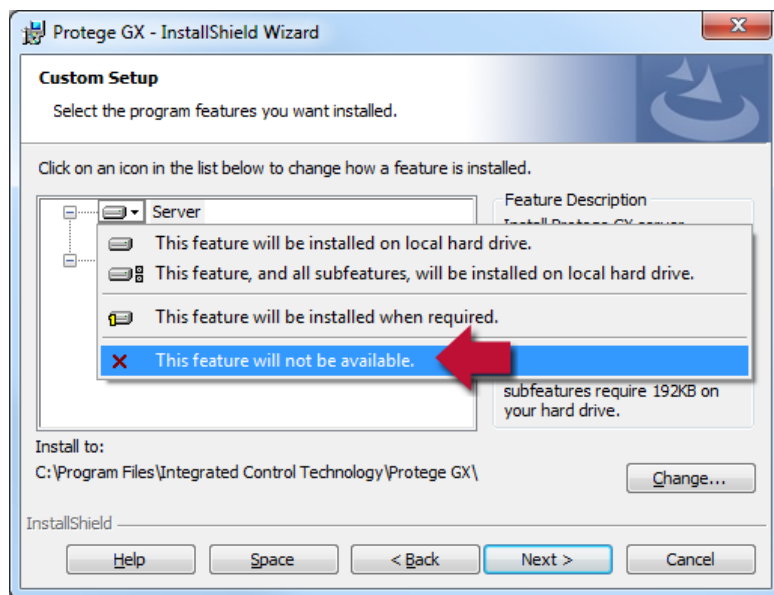 Protege GX - InstallShield Wizard
Custom Setup
Select the program features you want installed.
Click on an icon in the list below to change how a feature is installed.
Server
Feature Description
This feature will be installed on local hard drive.
This feature, and all subfeatures, will be installed on local hard drive.
This feature will be installed when required.
This feature will not be available.
subfeatures require 192KB on
your hard drive.
Install to:
C:\Program Files\Integrated Control Technology\Protege GX\
Change...
InstallShield
Help
Space
< Back
Next >
Cancel